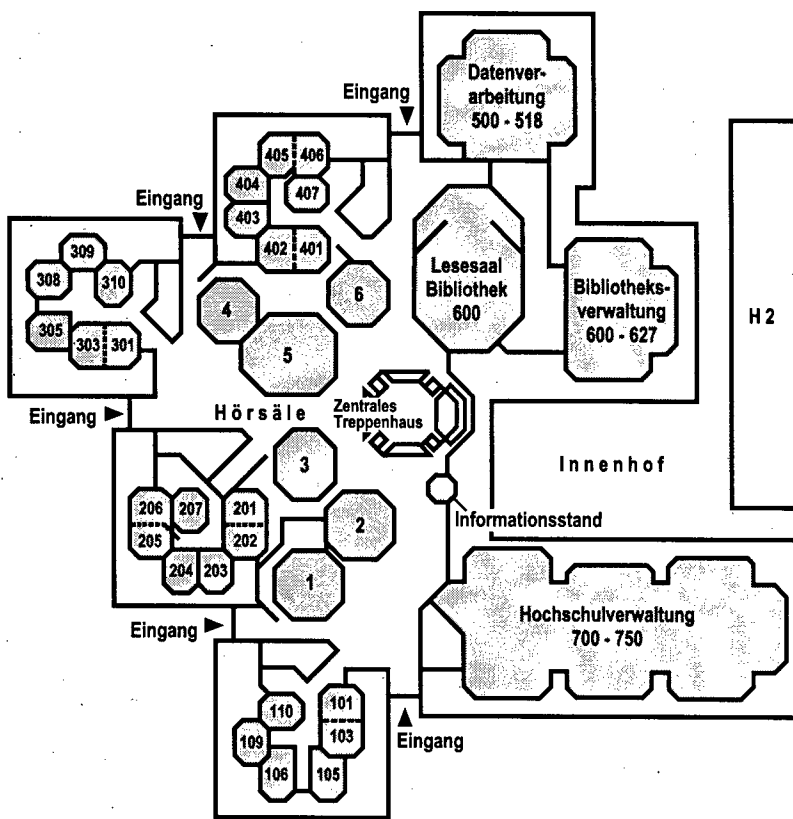 Datenver-
arbeitung
500 - 518
Eingang
405
406
404
407
403
402
401
Eingang
309
308
310
305
303
301
Eingang
4
6
5
Hörsäle
Lesesaal
Bibliothek
600
Bibliotheks-
verwaltung
600 - 627
H 2
Zentrales
Treppenhaus
Innenhof
3
2
1
Informationsstand
206
207
201
205
202
204
203
Eingang
Hochschulverwaltung
700 - 750
101
110
103
109
106
105
Eingang